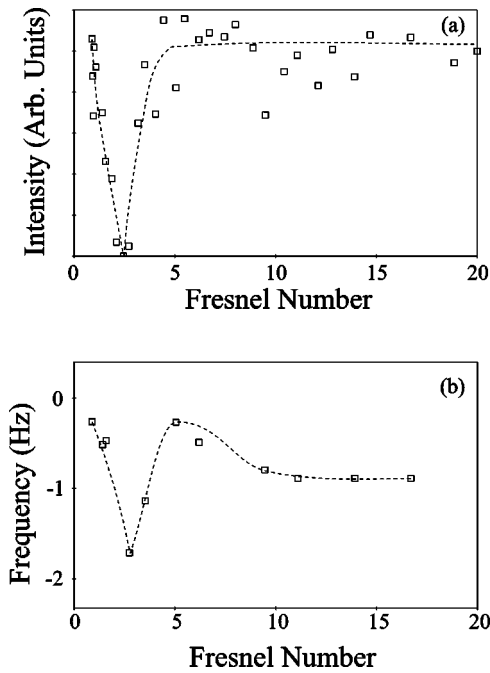 (a)
Intensity (Arb. Units)
0 5 10 15 20
Fresnel Number
(b)
Frequency (Hz)
0
-1
-2
0 5 10 15 20
Fresnel Number